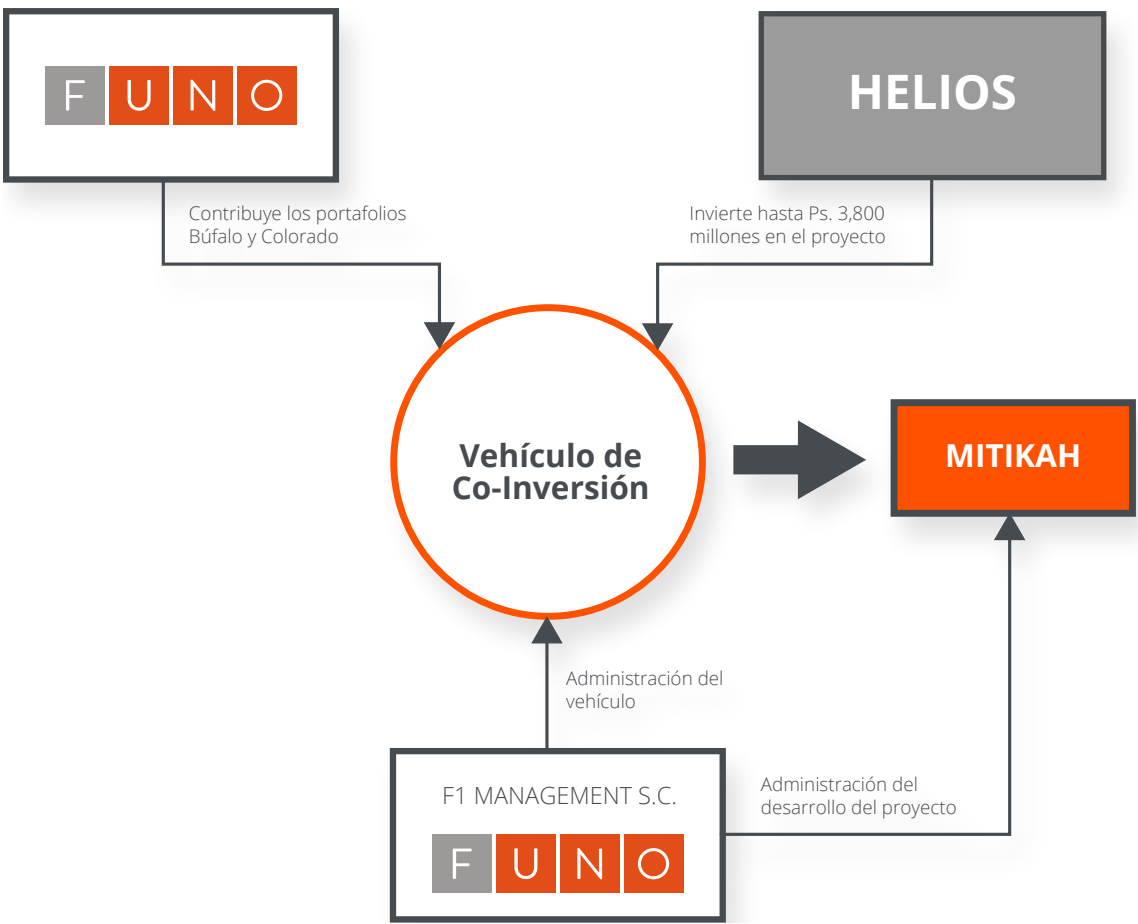 FUNO
HELIOS
Contribuye los portafolios
Búfalo y Colorado
Invierte hasta Ps. 3,800
millones en el proyecto
Vehículo de
Co-Inversión
MITIKAH
Administración del
vehículo
F1 MANAGEMENT S.C.
FUNO
Administración del
desarrollo del proyecto